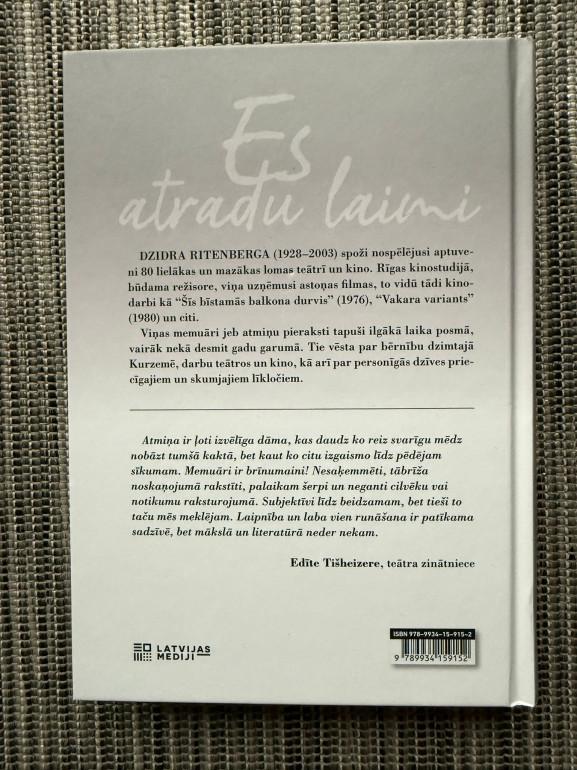 Es
atradu laimi
DZIDRA RITENBERGA (1928–2003) spoži nospēlējusi aptuve-
ni 80 lielākas un mazākas lomas teātrī un kino. Rīgas kinostudijā,
būdama režisore, viņa uzņēmusi astoņas filmas, to vidū tādi kino-
darbi kā “Šīs bīstamās balkona durvis” (1976), “Vakara variants”
(1980) un citi.
Viņas memuāri jeb atmiņu pieraksti tapuši ilgākā laika posmā,
vairāk nekā desmit gadu garumā. Tie vēsta par bērnību dzimtajā
Kurzemē, darbu teātros un kino, kā arī par personīgās dzīves prie-
cīgajiem un skumjajiem līkločiem.
Atmiņa ir ļoti izvēlīga dāma, kas daudz ko reiz svarīgu mēdz
nobāzt tumšā kaktā, bet kaut ko citu izgaismo līdz pēdējam
sīkumam. Memuāri ir brīnumaini! Nesaķemmēti, tābrīža
noskaņojumā rakstīti, palaikam šerpi un neganti cilvēku vai
notikumu raksturojumā. Subjektīvi līdz beidzamam, bet tieši to
taču mēs meklējam. Laipnība un laba vien runāšana ir patīkama
sadzīvē, bet mākslā un literatūrā neder nekam.
Edīte Tišheizere, teātra zinātniece
ISBN 978-9934-15-915-2
9 789934 159152
LATVIJAS
MEDIJI